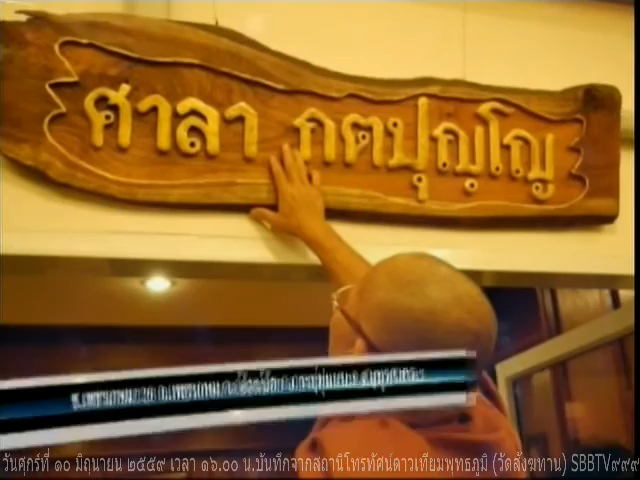 ศาลา กตปุญโญ
วันศุกร์ที่ ๑๐ มิถุนายน ๒๕๕๙ เวลา ๑๖.๐๐ น.บันทึกจากสถานีโทรทัศน์ดาวเทียมพุทธภูมิ (วัดสังฆทาน) SBBTV๙๙๙